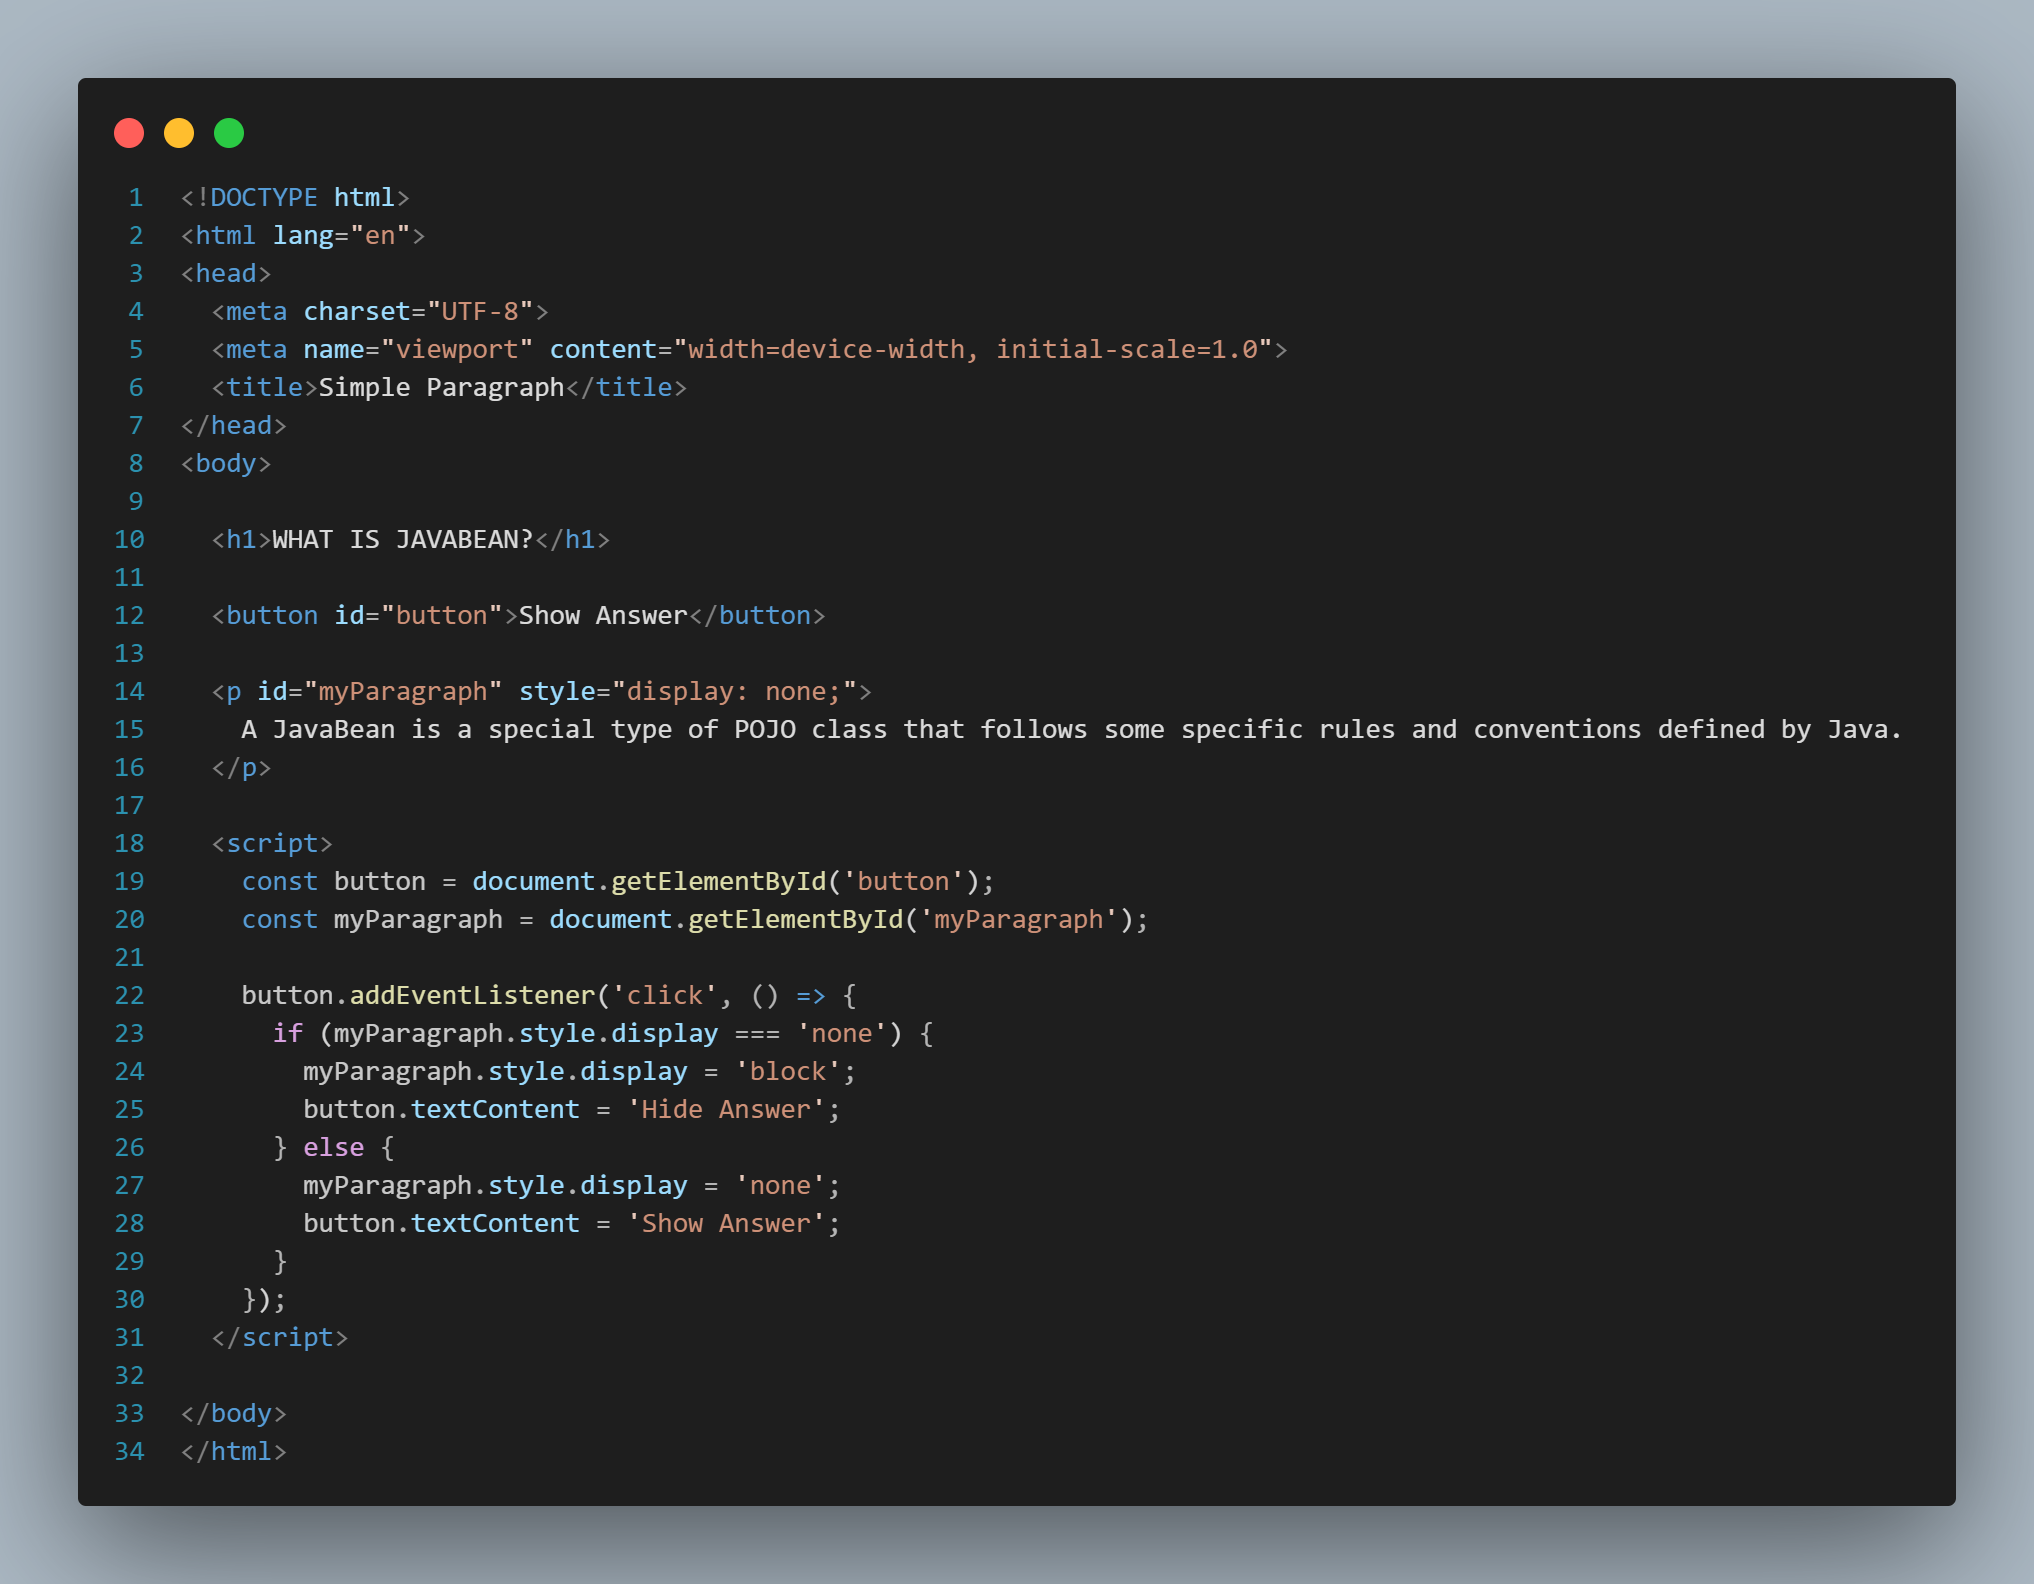 1 <!DOCTYPE html>
2 <html lang="en">
3 <head>
4   <meta charset="UTF-8">
5   <meta name="viewport" content="width=device-width, initial-scale=1.0">
6   <title>Simple Paragraph</title>
7 </head>
8 <body>
9
10   <h1>WHAT IS JAVABEAN?</h1>
11
12   <button id="button">Show Answer</button>
13
14   <p id="myParagraph" style="display: none;">
15     A JavaBean is a special type of POJO class that follows some specific rules and conventions defined by Java.
16   </p>
17
18   <script>
19     const button = document.getElementById('button');
20     const myParagraph = document.getElementById('myParagraph');
21
22     button.addEventListener('click', () => {
23       if (myParagraph.style.display === 'none') {
24         myParagraph.style.display = 'block';
25         button.textContent = 'Hide Answer';
26       } else {
27         myParagraph.style.display = 'none';
28         button.textContent = 'Show Answer';
29       }
30     });
31   </script>
32
33 </body>
34 </html>